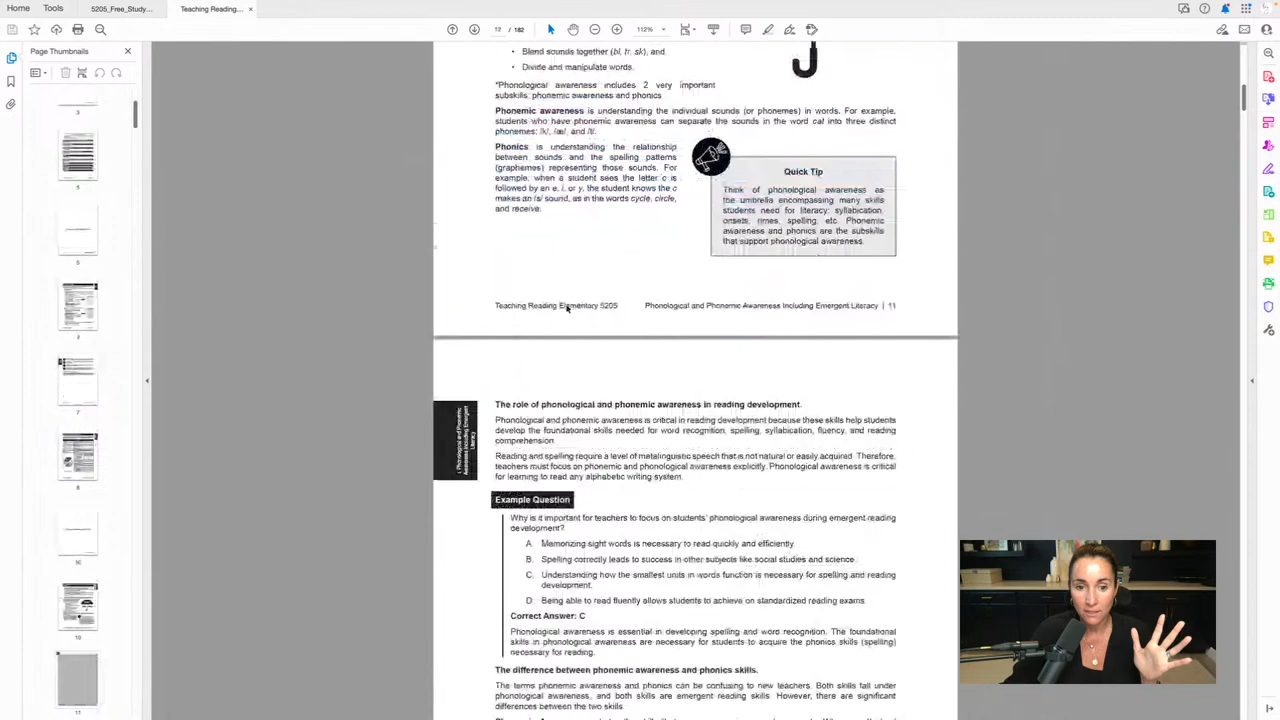 Home
Tools
5205_Free_Study...
Teaching Reading... ×
/ 182
112%
Page Thumbnails
Blend sounds together (bl, tr, sk), and
Divide and manipulate words.
*Phonological awareness includes 2 very important
subskills: phonemic awareness and phonics
Phonemic awareness is understanding the individual sounds (or phonemes) in words. For example,
students who have phonemic awareness can separate the sounds in the word cat into three distinct
phonemes: /k/, /æ/, and /t/.
Phonics is understanding the relationship
between sounds and the spelling patterns
(graphemes) representing those sounds. For
example, when a student sees the letter c is
followed by an e, i, or y, the student knows the c
makes an /s/ sound, as in the words cycle, circle,
and receive.
Quick Tip
Think of phonological awareness as
the umbrella encompassing many skills
students need for literacy: syllabication,
onsets, rimes, spelling, etc. Phonemic
awareness and phonics are the subskills
that support phonological awareness.
Teaching Reading Elementary 5205
Phonological and Phonemic Awareness Including Emergent Literacy | 11
I. Phonological and Phonemic
Awareness Including Emergent
Literacy
The role of phonological and phonemic awareness in reading development.
Phonological and phonemic awareness is critical in reading development because these skills help students
develop the foundational skills needed for word recognition, spelling, syllabication, fluency, and reading
comprehension.
Reading and spelling require a level of metalinguistic speech that is not natural or easily acquired. Therefore,
teachers must focus on phonemic and phonological awareness explicitly. Phonological awareness is critical
for learning to read any alphabetic writing system.
Example Question
Why is it important for teachers to focus on students' phonological awareness during emergent reading
development?
A. Memorizing sight words is necessary to read quickly and efficiently.
B. Spelling correctly leads to success in other subjects like social studies and science.
C. Understanding how the smallest units in words function is necessary for spelling and reading
development.
D. Being able to read fluently allows students to achieve on standardized reading exams.
Correct Answer: C
Phonological awareness is essential in developing spelling and word recognition. The foundational
skills in phonological awareness are necessary for students to acquire the phonics skills (spelling)
necessary for reading.
The difference between phonemic awareness and phonics skills.
The terms phonemic awareness and phonics can be confusing to new teachers. Both skills fall under
phonological awareness, and both skills are emergent reading skills. However, there are significant
differences between the two skills.
7
8
10
11